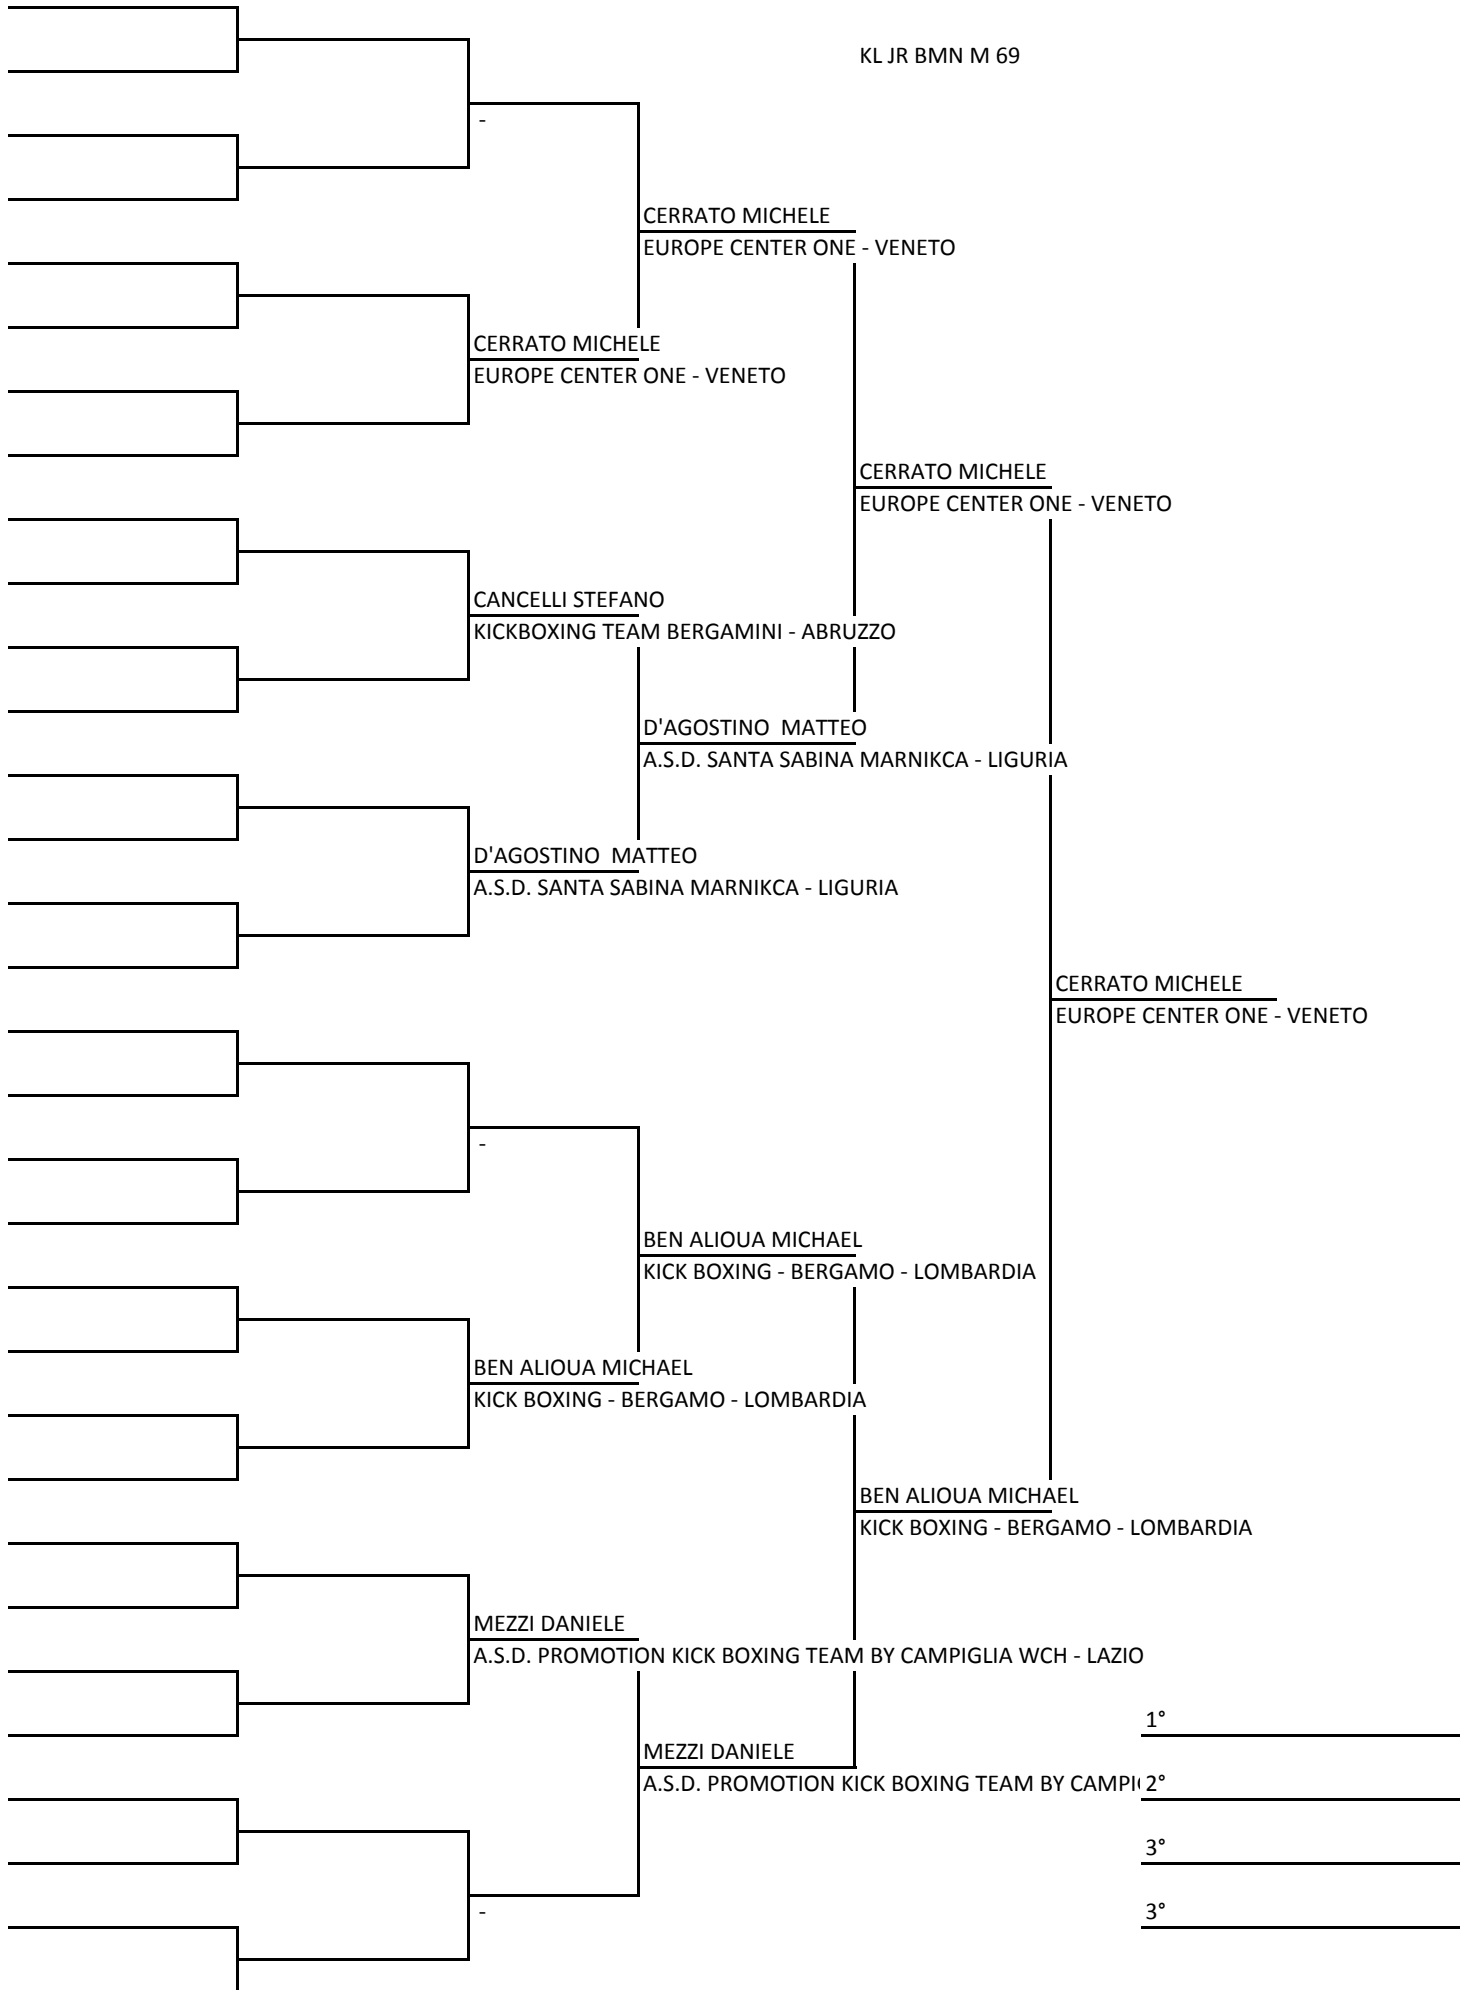 KL JR BMN M 69
-
CERRATO MICHELE
EUROPE CENTER ONE - VENETO
CERRATO MICHELE
EUROPE CENTER ONE - VENETO
CERRATO MICHELE
EUROPE CENTER ONE - VENETO
CANCELLI STEFANO
KICKBOXING TEAM BERGAMINI - ABRUZZO
D'AGOSTINO  MATTEO
A.S.D. SANTA SABINA MARNIKCA - LIGURIA
D'AGOSTINO  MATTEO
A.S.D. SANTA SABINA MARNIKCA - LIGURIA
CERRATO MICHELE
EUROPE CENTER ONE - VENETO
-
BEN ALIOUA MICHAEL
KICK BOXING - BERGAMO - LOMBARDIA
BEN ALIOUA MICHAEL
KICK BOXING - BERGAMO - LOMBARDIA
BEN ALIOUA MICHAEL
KICK BOXING - BERGAMO - LOMBARDIA
MEZZI DANIELE
A.S.D. PROMOTION KICK BOXING TEAM BY CAMPIGLIA WCH - LAZIO
1°
MEZZI DANIELE
A.S.D. PROMOTION KICK BOXING TEAM BY CAMPI
2°
3°
3°
-